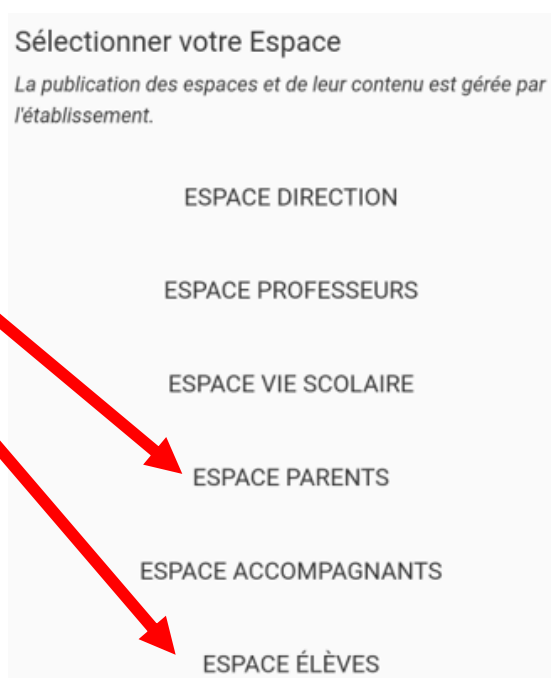 Sélectionner votre Espace
La publication des espaces et de leur contenu est gérée par
l'établissement.
ESPACE DIRECTION
ESPACE PROFESSEURS
ESPACE VIE SCOLAIRE
ESPACE PARENTS
ESPACE ACCOMPAGNANTS
ESPACE ÉLÈVES